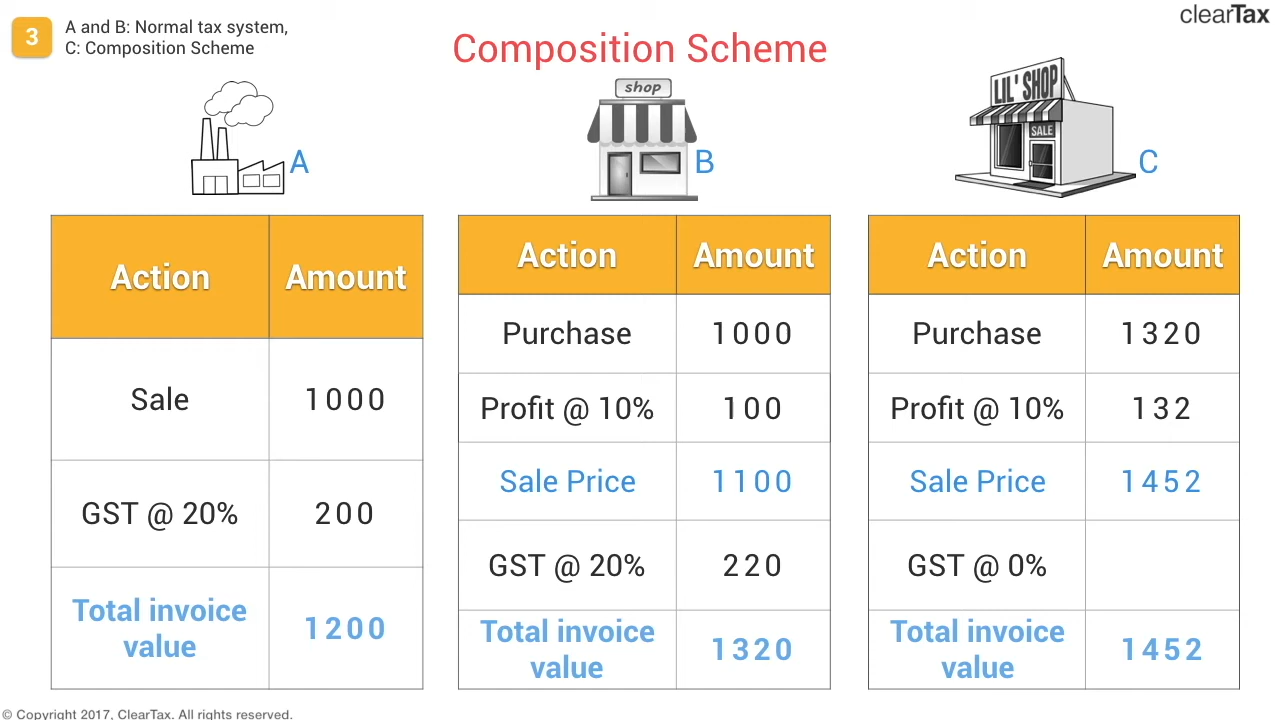 3
A and B: Normal tax system,
C: Composition Scheme
clearTax
Composition Scheme
shop
LIL' SHOP
SALE
A
B
C
Action Amount
Sale 1000
GST @ 20% 200
Total invoice
value
1200
Action Amount
Purchase 1000
Profit @ 10% 100
Sale Price 1100
GST @ 20% 220
Total invoice
value
1320
Action Amount
Purchase 1320
Profit @ 10% 132
Sale Price 1452
GST @ 0%
Total invoice
value
1452
© Copyright 2017, ClearTax. All rights reserved.